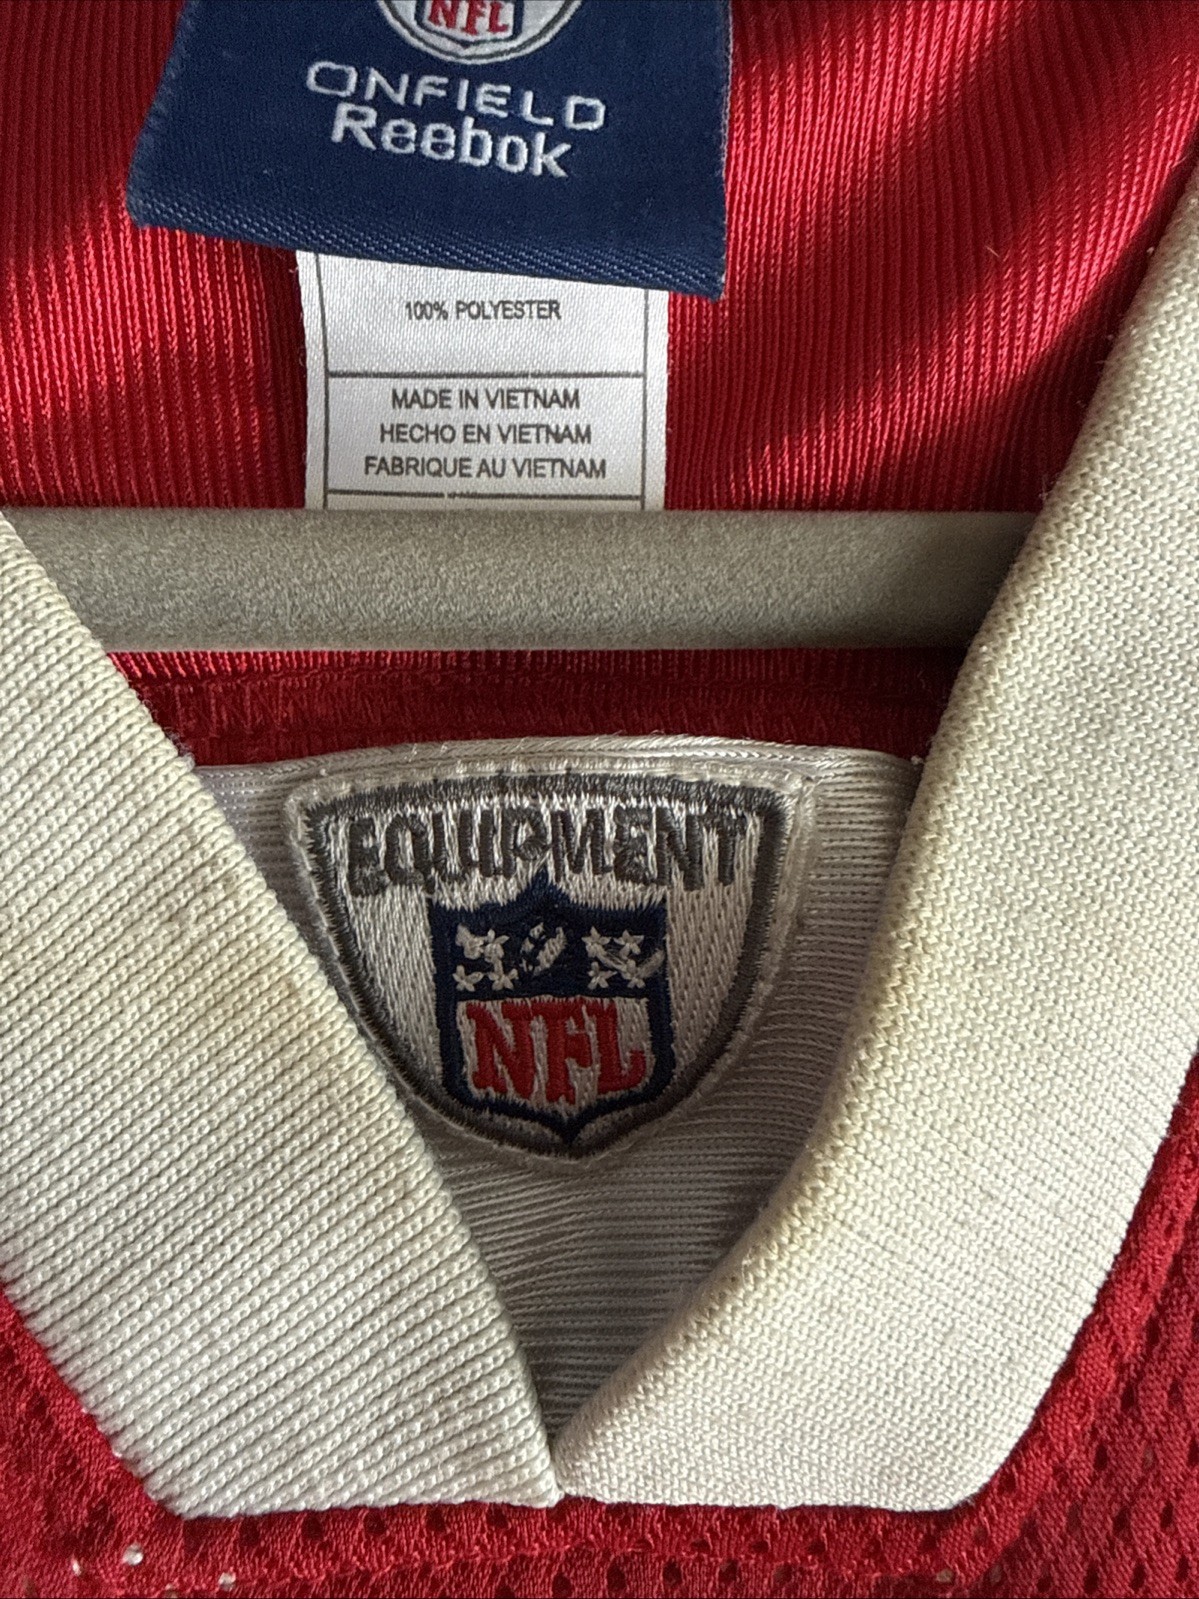 NFL
ONFIELD
Reebok
100% POLYESTER
MADE IN VIETNAM
HECHO EN VIETNAM
FABRIQUE AU VIETNAM
EQUIPMENT
NFL